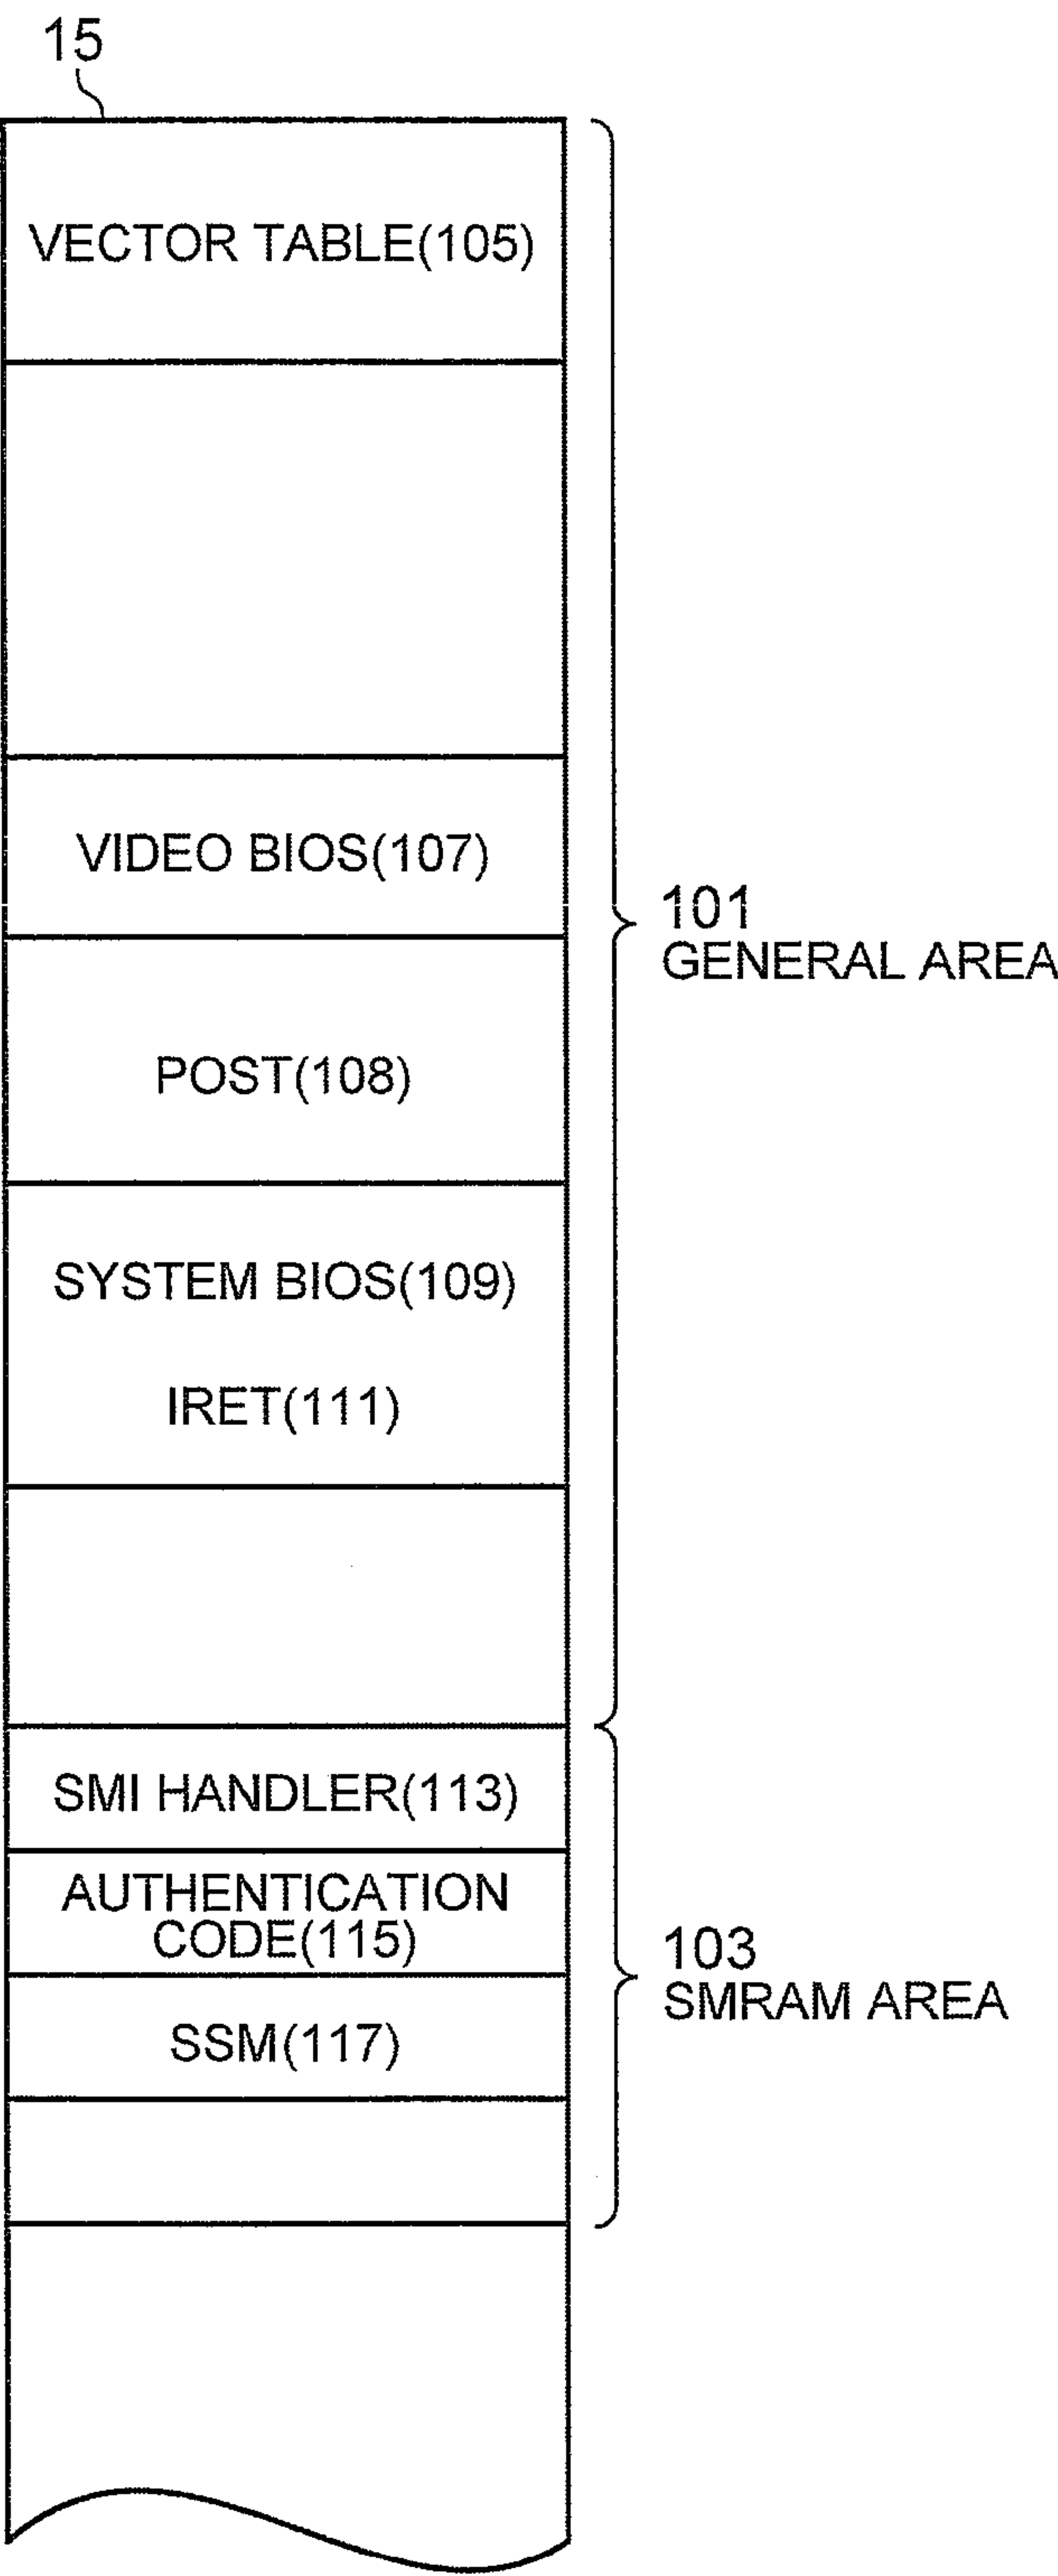 15
VECTOR TABLE(105)
VIDEO BIOS(107)
101
GENERAL AREA
POST(108)
SYSTEM BIOS(109)
IRET(111)
SMI HANDLER(113)
AUTHENTICATION
CODE(115)
103
SMRAM AREA
SSM(117)